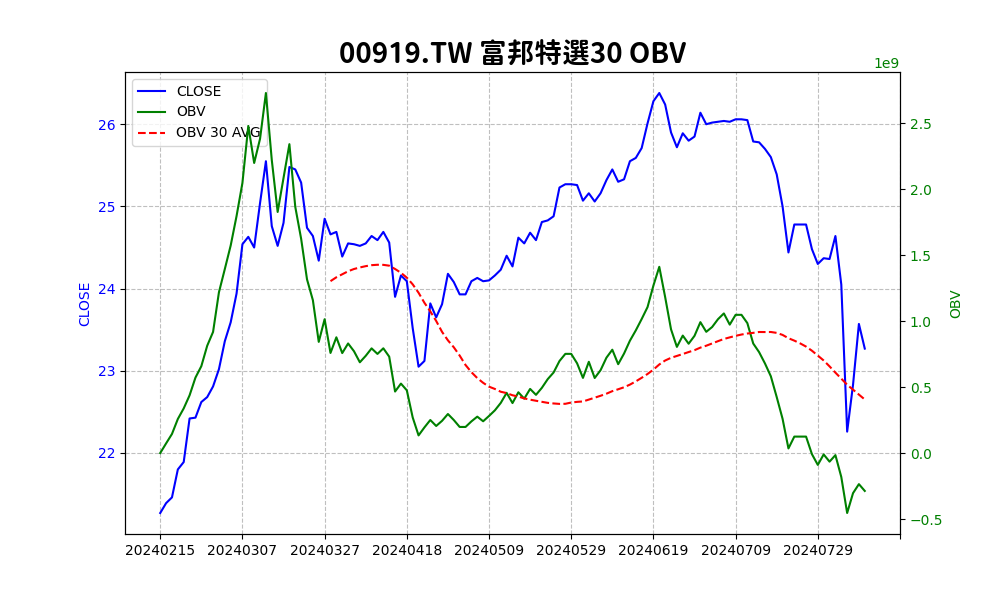 00919.TW 富邦特選30 OBV
1e9
CLOSE
OBV
OBV 30 AVG
26
25
24
23
22
CLOSE
2.5
2.0
1.5
1.0
0.5
0.0
−0.5
OBV
20240215 20240307 20240327 20240418 20240509 20240529 20240619 20240709 20240729